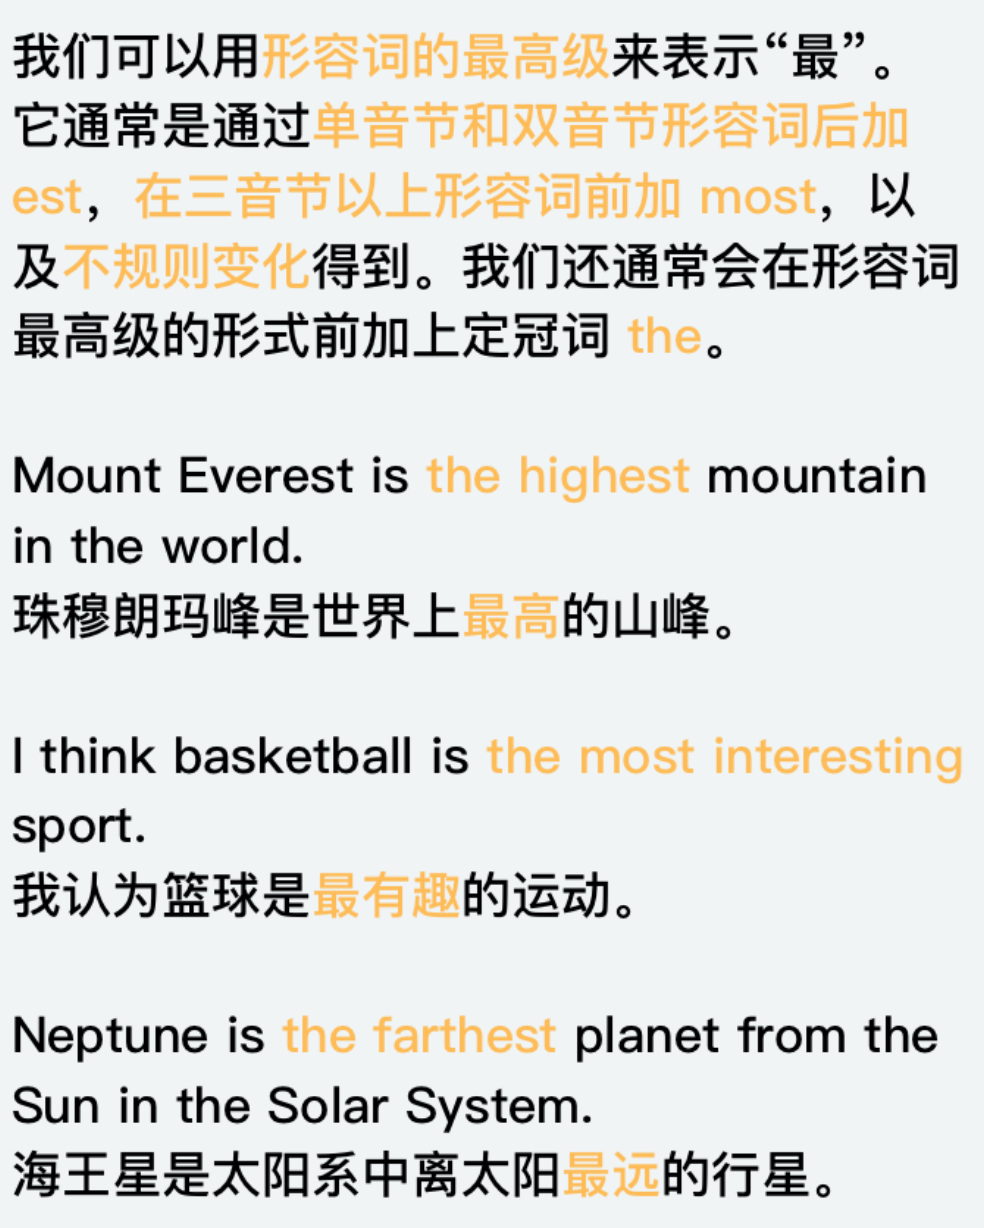 我们可以用形容词的最高级来表示“最”。
它通常是通过单音节和双音节形容词后加
est，在三音节以上形容词前加 most，以
及不规则变化得到。我们还通常会在形容词
最高级的形式前加上定冠词 the。
Mount Everest is the highest mountain
in the world.
珠穆朗玛峰是世界上最高的山峰。
I think basketball is the most interesting
sport.
我认为篮球是最有趣的运动。
Neptune is the farthest planet from the
Sun in the Solar System.
海王星是太阳系中离太阳最远的行星。